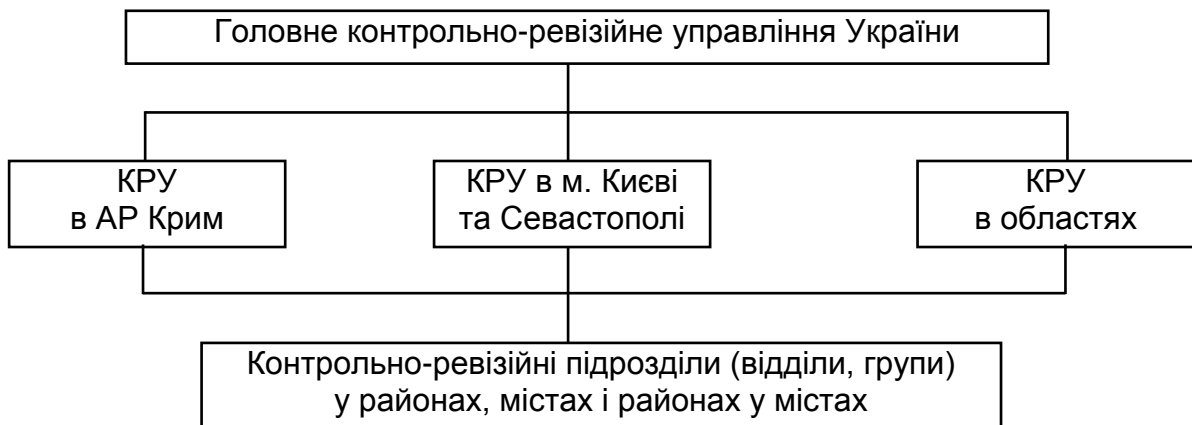 Головне контрольно-ревізійне управління України
КРУ
в АР Крим
КРУ в м. Києві
та Севастополі
КРУ
в областях
Контрольно-ревізійні підрозділи (відділи, групи)
у районах, містах і районах у містах